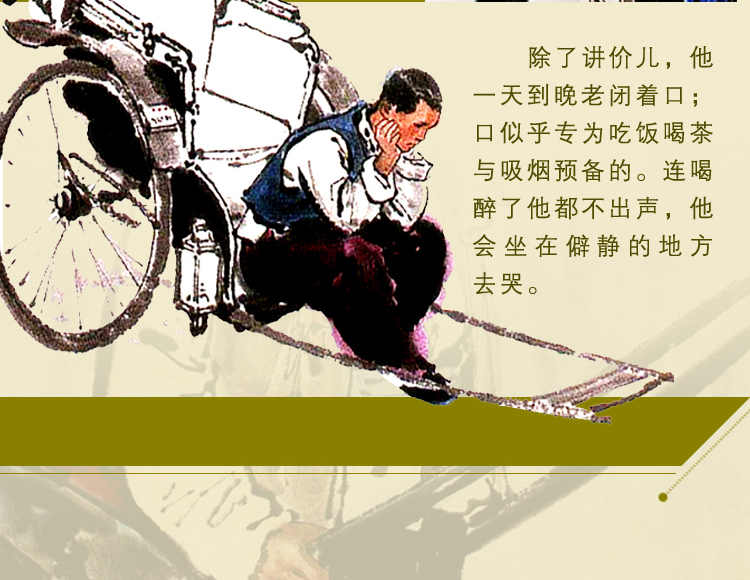 除了讲价儿，他
一天到晚老闭着口；
口似乎专为吃饭喝茶
与吸烟预备的。连喝
醉了他都不出声，他
会坐在僻静的地方
去哭。